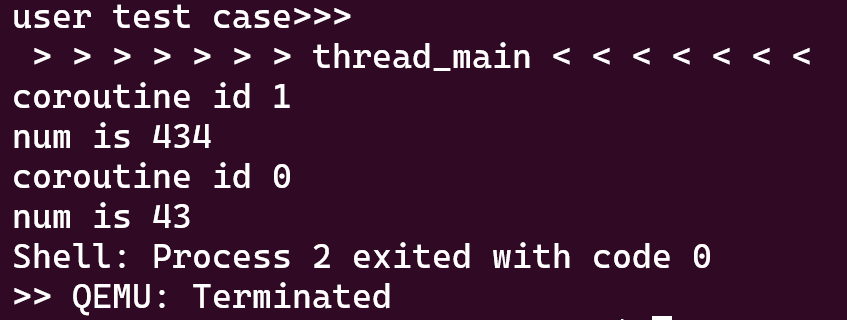 user test case>>>
> > > > > > > thread_main < < < < < < <
coroutine id 1
num is 434
coroutine id 0
num is 43
Shell: Process 2 exited with code 0
>> QEMU: Terminated